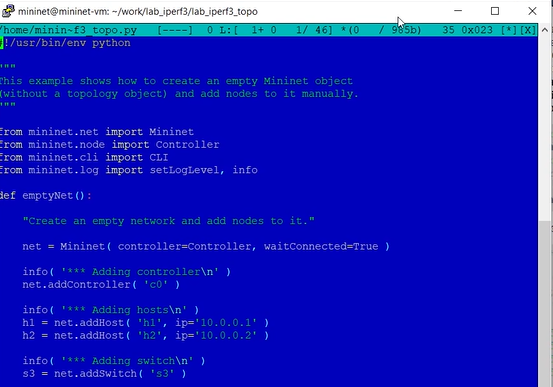 mininet@mininet-vm: ~/work/lab_iperf3/lab_iperf3_topo
/home/minin~f3_topo.py   [----]  0 L:[  1+ 0   1/ 46] *(0   / 985b)   35 0x023 [*][X]
#!/usr/bin/env python
"""
This example shows how to create an empty Mininet object
(without a topology object) and add nodes to it manually.
"""
from mininet.net import Mininet
from mininet.node import Controller
from mininet.cli import CLI
from mininet.log import setLogLevel, info
def emptyNet():
    "Create an empty network and add nodes to it."
    net = Mininet( controller=Controller, waitConnected=True )
    info( '*** Adding controller\n' )
    net.addController( 'c0' )
    info( '*** Adding hosts\n' )
    h1 = net.addHost( 'h1', ip='10.0.0.1' )
    h2 = net.addHost( 'h2', ip='10.0.0.2' )
    info( '*** Adding switch\n' )
    s3 = net.addSwitch( 's3' )